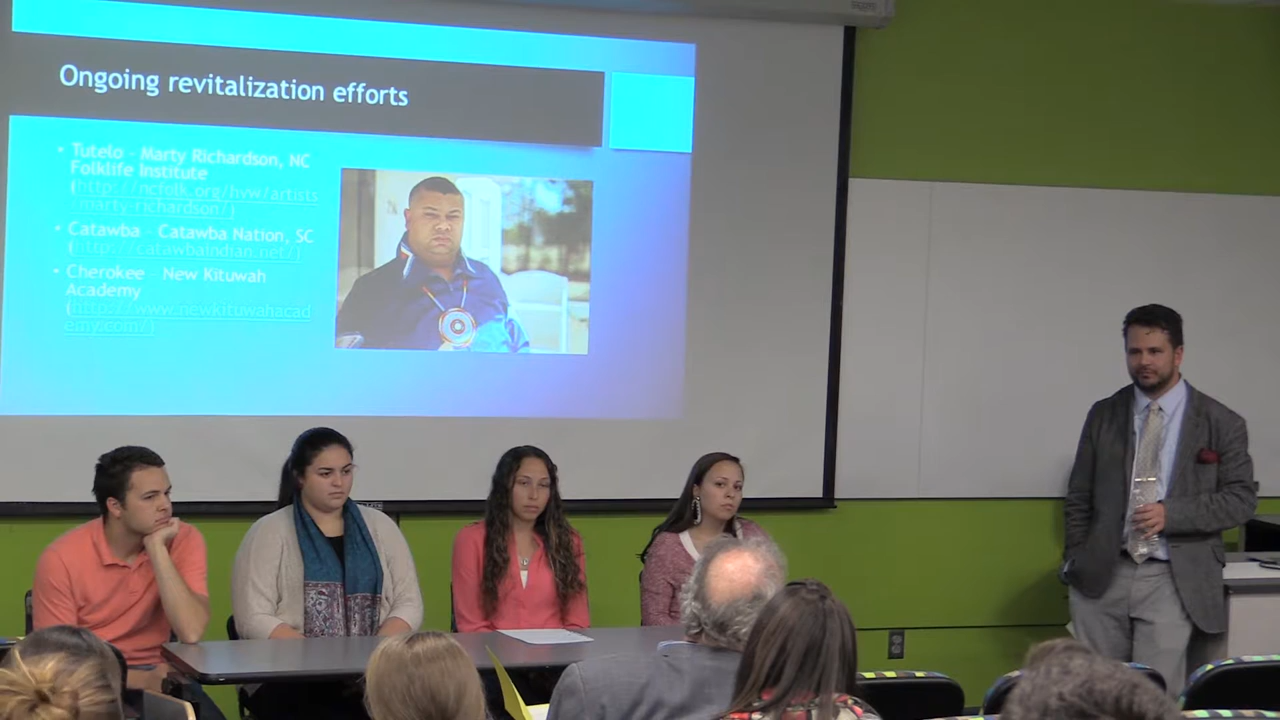 Ongoing revitalization efforts
• Tutelo – Marty Richardson, NC
Folklife Institute
(http://ncfolk.org/hvw/artists
/marty-richardson/)
• Catawba – Catawba Nation, SC
(http://catawbaindian.net/)
• Cherokee – New Kituwah
Academy
(http://www.newkituwahacad
emy.com/)